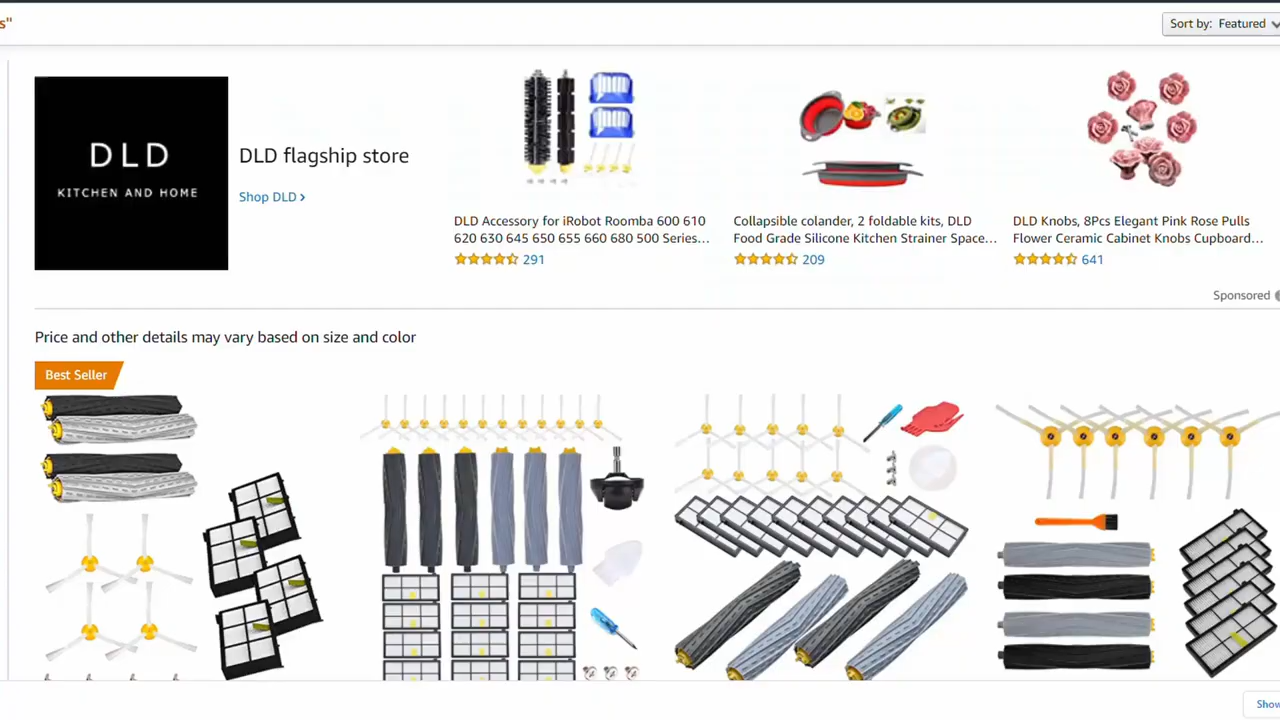 s"
Sort by: Featured
DLD
KITCHEN AND HOME
DLD flagship store
Shop DLD ›
DLD Accessory for iRobot Roomba 600 610
620 630 645 650 655 660 680 500 Series...
291
Collapsible colander, 2 foldable kits, DLD
Food Grade Silicone Kitchen Strainer Space...
209
DLD Knobs, 8Pcs Elegant Pink Rose Pulls
Flower Ceramic Cabinet Knobs Cupboard...
641
Sponsored
Price and other details may vary based on size and color
Best Seller
Show